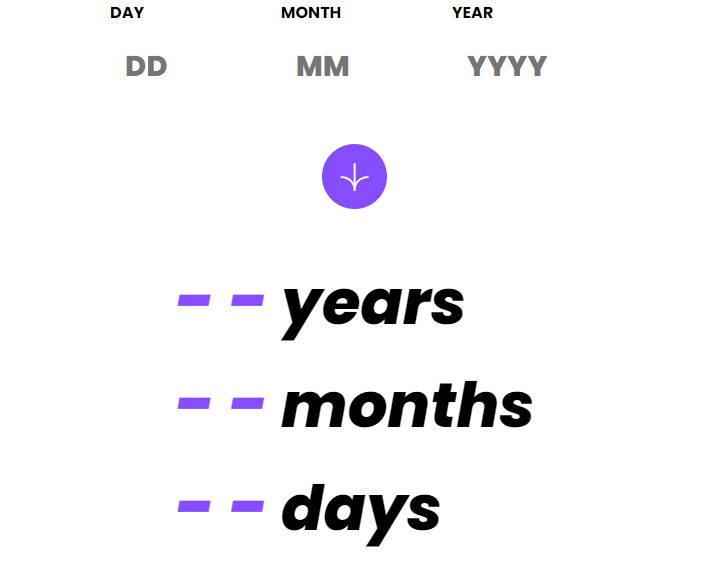 DAY MONTH YEAR
DD MM YYYY
- - years
- - months
- - days